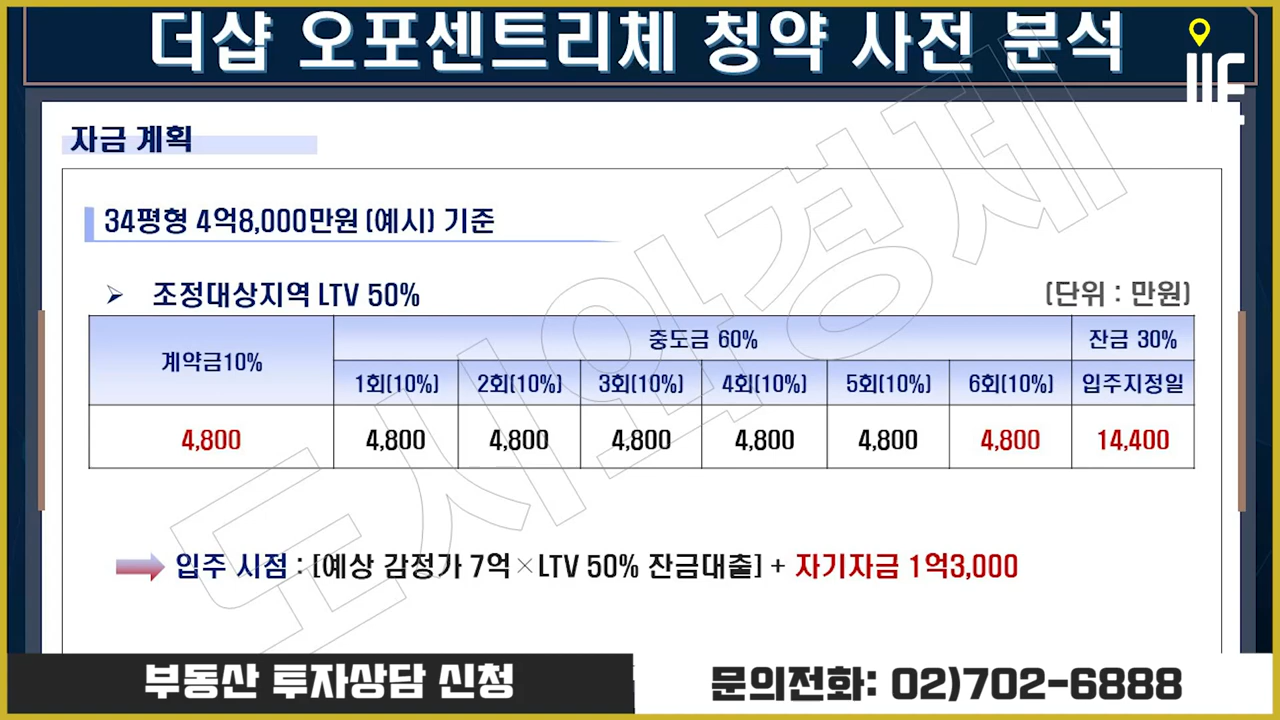 더샵 오포센트리체 청약 사전 분석
자금 계획
34평형 4억8,000만원(예시) 기준
➢ 조정대상지역 LTV 50%
(단위 : 만원)
계약금10%
중도금 60%
잔금 30%
1회(10%) 2회(10%) 3회(10%) 4회(10%) 5회(10%) 6회(10%) 입주지정일
4,800 4,800 4,800 4,800 4,800 4,800 4,800 14,400
입주 시점 : [예상 감정가 7억×LTV 50% 잔금대출] + 자기자금 1억3,000
도시와경제
부동산 투자상담 신청
문의전화: 02)702-6888